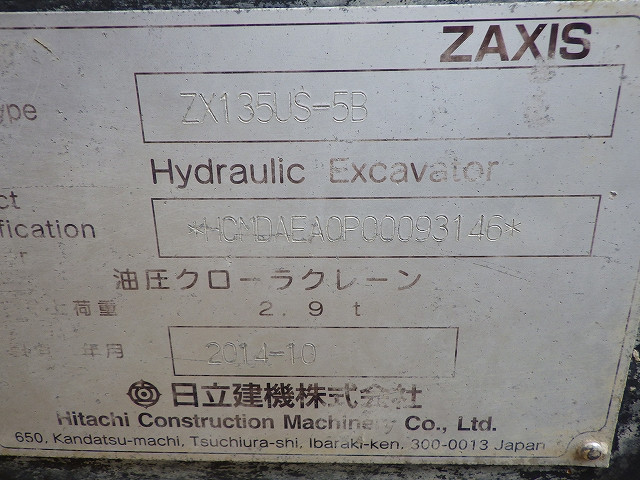 ZAXIS
ype
ZX135US-5B
Hydraulic Excavator
ct
fication *HCMDAEA0P00093146*
r
油圧クローラクレーン
荷重 2.9 t
年月 2014-10
日立建機株式会社
Hitachi Construction Machinery Co., Ltd.
650, Kandatsu-machi, Tsuchiura-shi, Ibaraki-ken, 300-0013 Japan